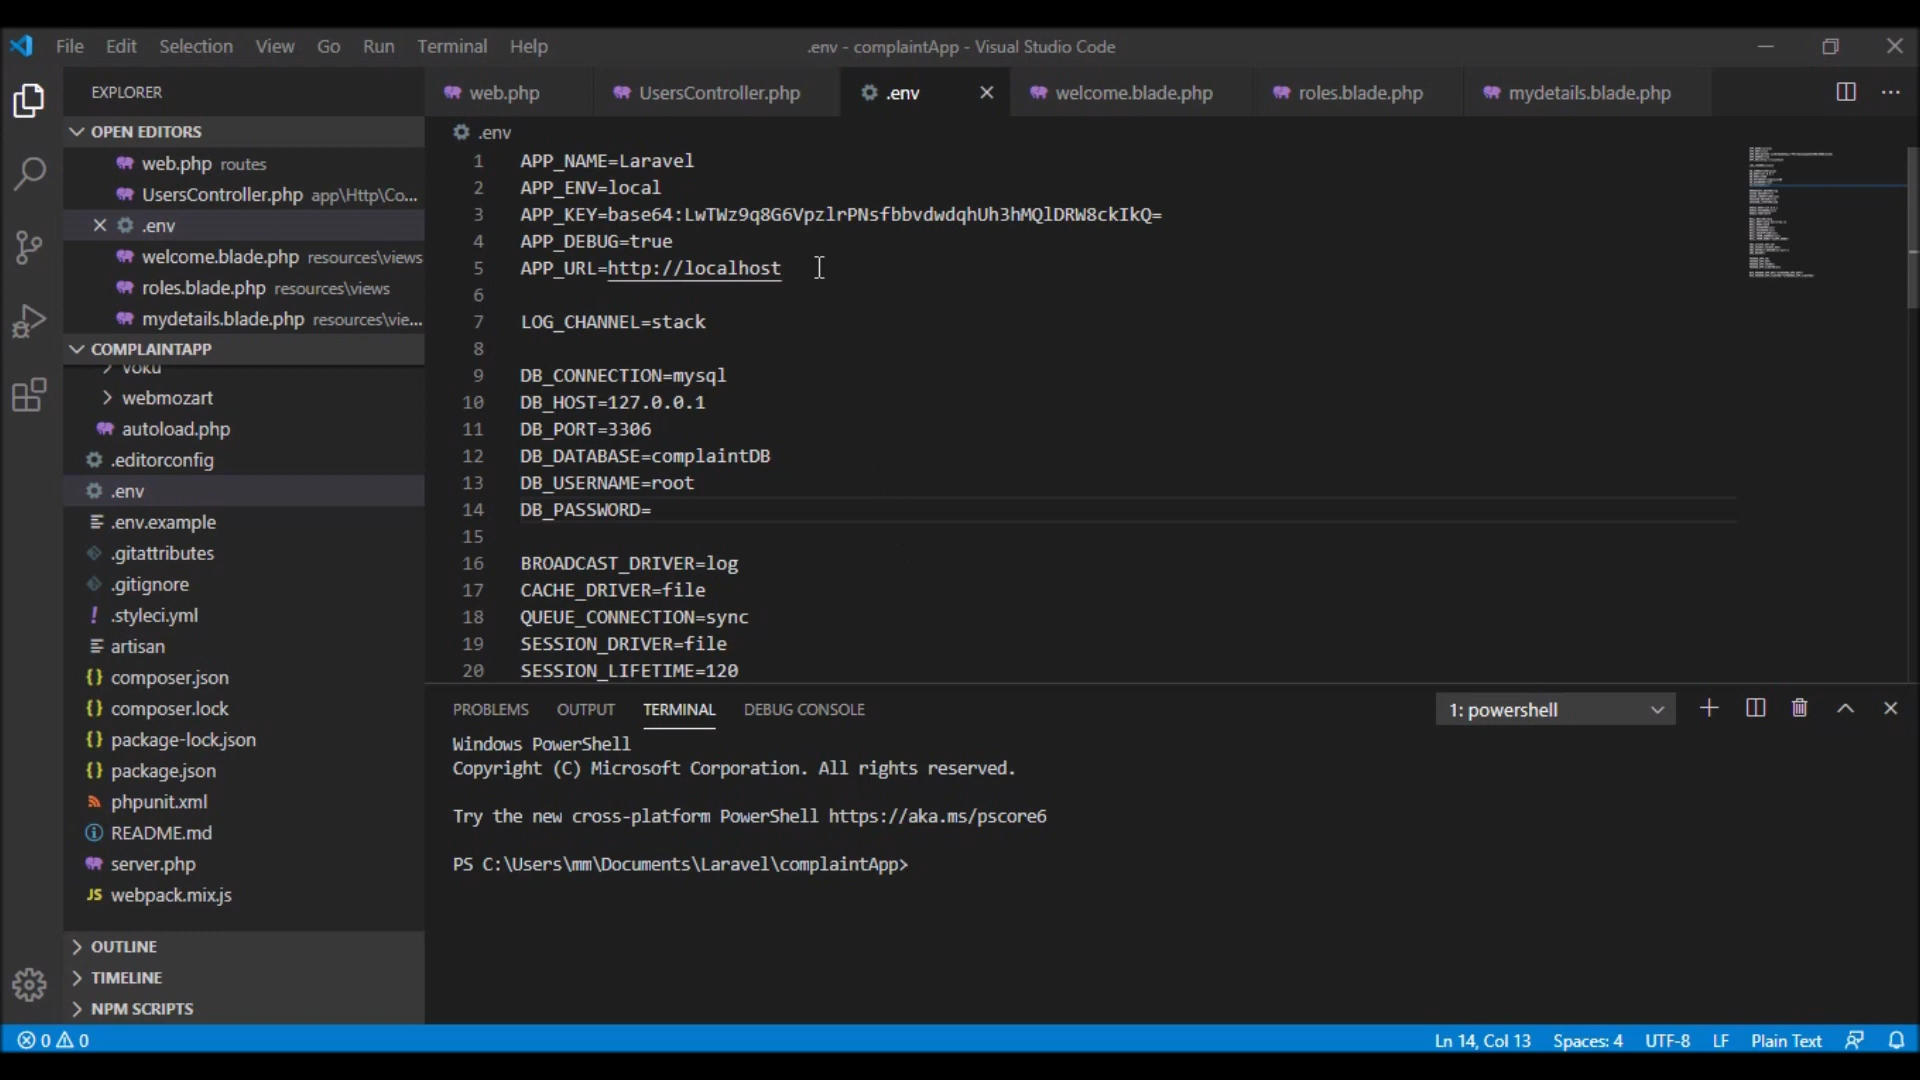 File Edit Selection View Go Run Terminal Help .env - complaintApp - Visual Studio Code
EXPLORER
web.php UsersController.php .env welcome.blade.php roles.blade.php mydetails.blade.php
OPEN EDITORS
web.php routes
UsersController.php app\Http\Co...
.env
welcome.blade.php resources\views
roles.blade.php resources\views
mydetails.blade.php resources\vie...
COMPLAINTAPP
voku
webmozart
autoload.php
.editorconfig
.env
.env.example
.gitattributes
.gitignore
.styleci.yml
artisan
composer.json
composer.lock
package-lock.json
package.json
phpunit.xml
README.md
server.php
webpack.mix.js
OUTLINE
TIMELINE
NPM SCRIPTS
.env
1 APP_NAME=Laravel
2 APP_ENV=local
3 APP_KEY=base64:LwTWz9q8G6VpzlrPNsfbbvdwdqhUh3hMQlDRW8ckIkQ=
4 APP_DEBUG=true
5 APP_URL=http://localhost
6
7 LOG_CHANNEL=stack
8
9 DB_CONNECTION=mysql
10 DB_HOST=127.0.0.1
11 DB_PORT=3306
12 DB_DATABASE=complaintDB
13 DB_USERNAME=root
14 DB_PASSWORD=
15
16 BROADCAST_DRIVER=log
17 CACHE_DRIVER=file
18 QUEUE_CONNECTION=sync
19 SESSION_DRIVER=file
20 SESSION_LIFETIME=120
PROBLEMS OUTPUT TERMINAL DEBUG CONSOLE 1: powershell
Windows PowerShell
Copyright (C) Microsoft Corporation. All rights reserved.
Try the new cross-platform PowerShell https://aka.ms/pscore6
PS C:\Users\mm\Documents\Laravel\complaintApp>
0 0 Ln 14, Col 13 Spaces: 4 UTF-8 LF Plain Text